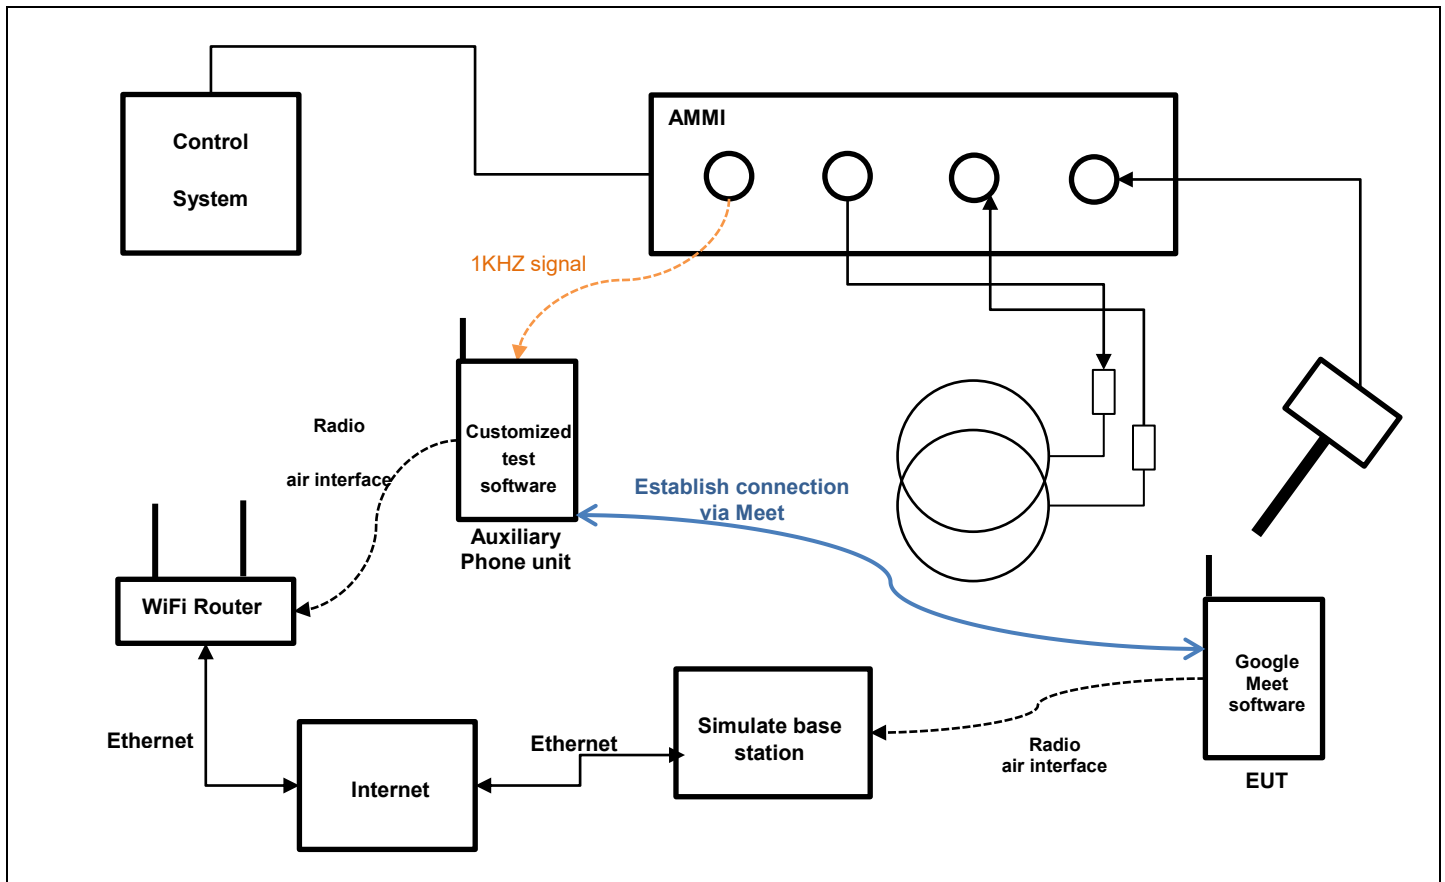 Control
System
AMMI
1KHZ signal
Radio
air interface
Customized
test
software
Auxiliary
Phone unit
Establish connection
via Meet
WiFi Router
Ethernet
Internet
Ethernet
Simulate base
station
Radio
air interface
Google
Meet
software
EUT